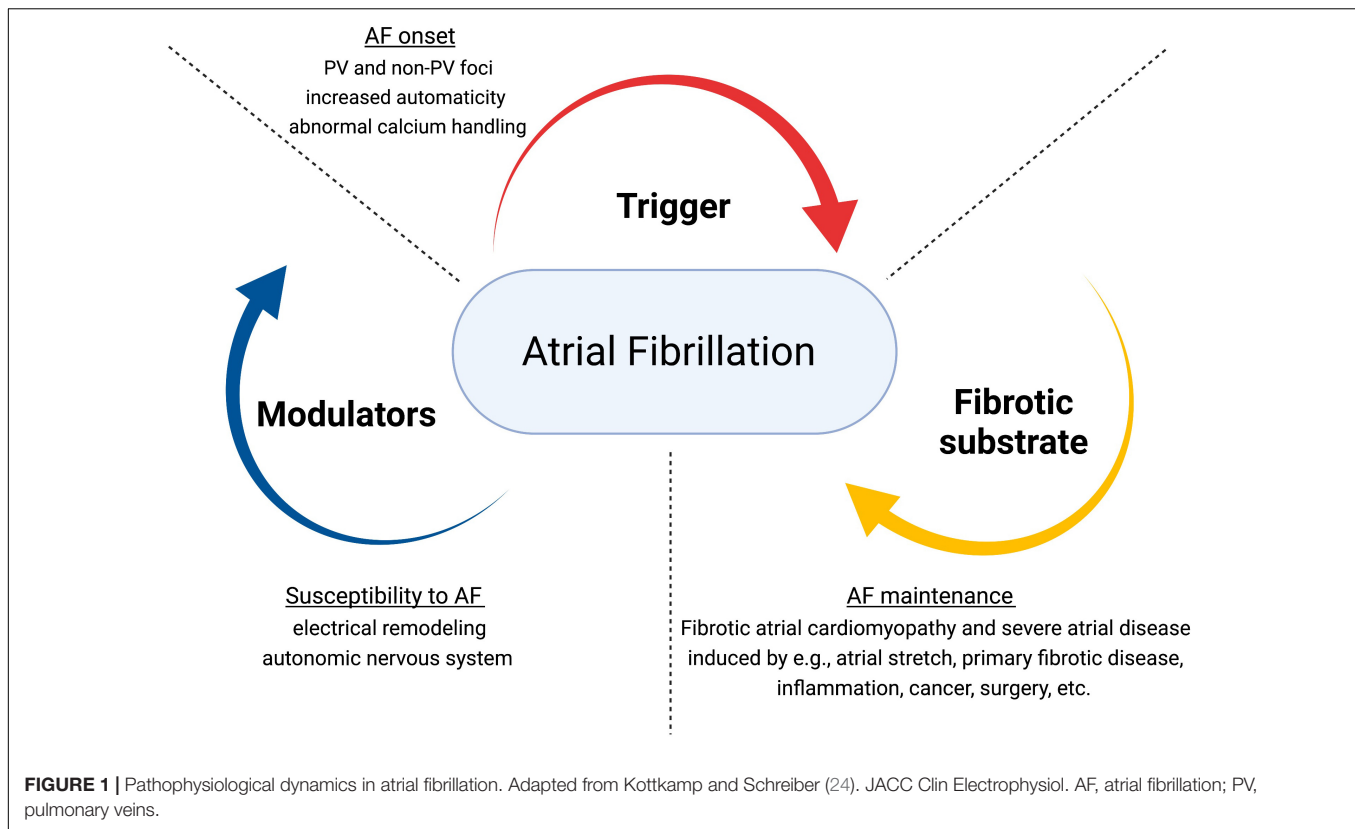 AF onset
PV and non-PV foci
increased automaticity
abnormal calcium handling
Trigger
Atrial Fibrillation
Modulators
Fibrotic
substrate
Susceptibility to AF
electrical remodeling
autonomic nervous system
AF maintenance
Fibrotic atrial cardiomyopathy and severe atrial disease
induced by e.g., atrial stretch, primary fibrotic disease,
inflammation, cancer, surgery, etc.
FIGURE 1 | Pathophysiological dynamics in atrial fibrillation. Adapted from Kottkamp and Schreiber (24). JACC Clin Electrophysiol. AF, atrial fibrillation; PV,
pulmonary veins.